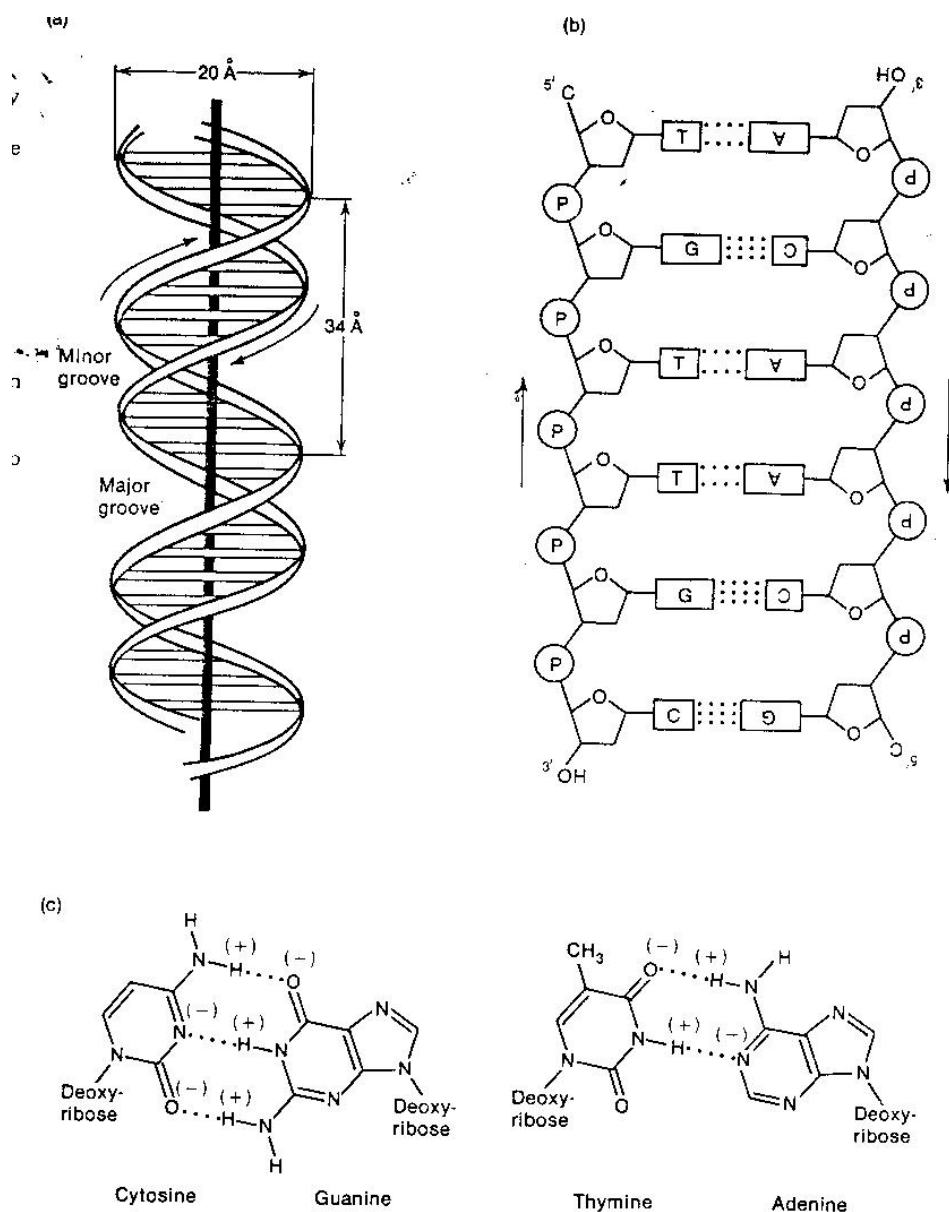 (a)
20 Å
34 Å
Minor
groove
Major
groove
(b)
5' C
HO 3'
T A
P P
G C
P P
T A
P P
T A
P P
G C
P P
C G
3' OH
C 5'
(c)
H
N H (+) (-) O
(-) N (+) H N N
N O (-) (+) H N N N
H
Deoxy-
ribose
Deoxy-
ribose
Cytosine Guanine
CH3 (-) O (+) H H
N
N (+) H (-) N N
N O N N
Deoxy-
ribose
Deoxy-
ribose
Thymine Adenine